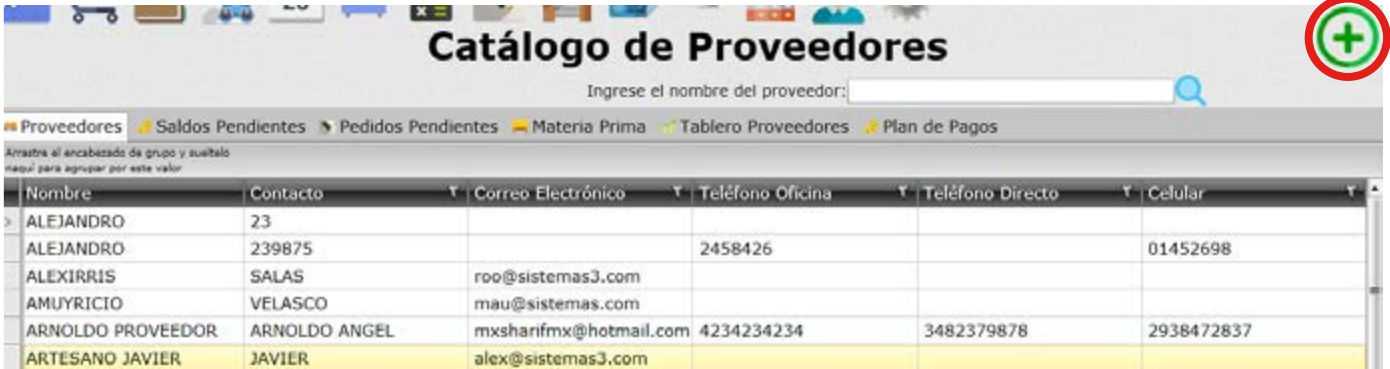 Catálogo de Proveedores
Ingrese el nombre del proveedor:
Proveedores Saldos Pendientes Pedidos Pendientes Materia Prima Tablero Proveedores Plan de Pagos
Arrastre el encabezado de grupo y sueltelo
naquí para agrupar por este valor
Nombre Contacto Correo Electrónico Teléfono Oficina Teléfono Directo Celular
ALEJANDRO 23
ALEJANDRO 239875 2458426 01452698
ALEXIRRIS SALAS roo@sistemas3.com
AMUYRICIO VELASCO mau@sistemas.com
ARNOLDO PROVEEDOR ARNOLDO ANGEL mxsharifmx@hotmail.com 4234234234 3482379878 2938472837
ARTESANO JAVIER JAVIER alex@sistemas3.com